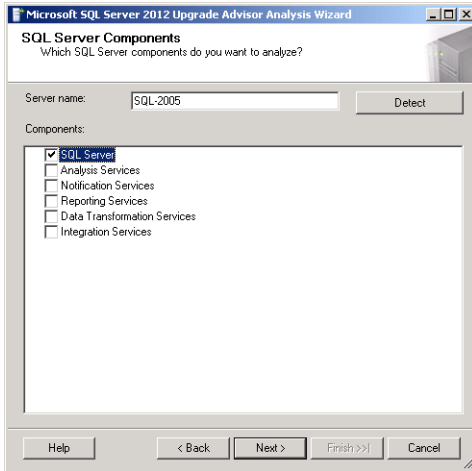 Microsoft SQL Server 2012 Upgrade Advisor Analysis Wizard
SQL Server Components
Which SQL Server components do you want to analyze?
Server name:
SQL-2005
Detect
Components:
SQL Server
Analysis Services
Notification Services
Reporting Services
Data Transformation Services
Integration Services
Help
< Back
Next >
Finish >>|
Cancel